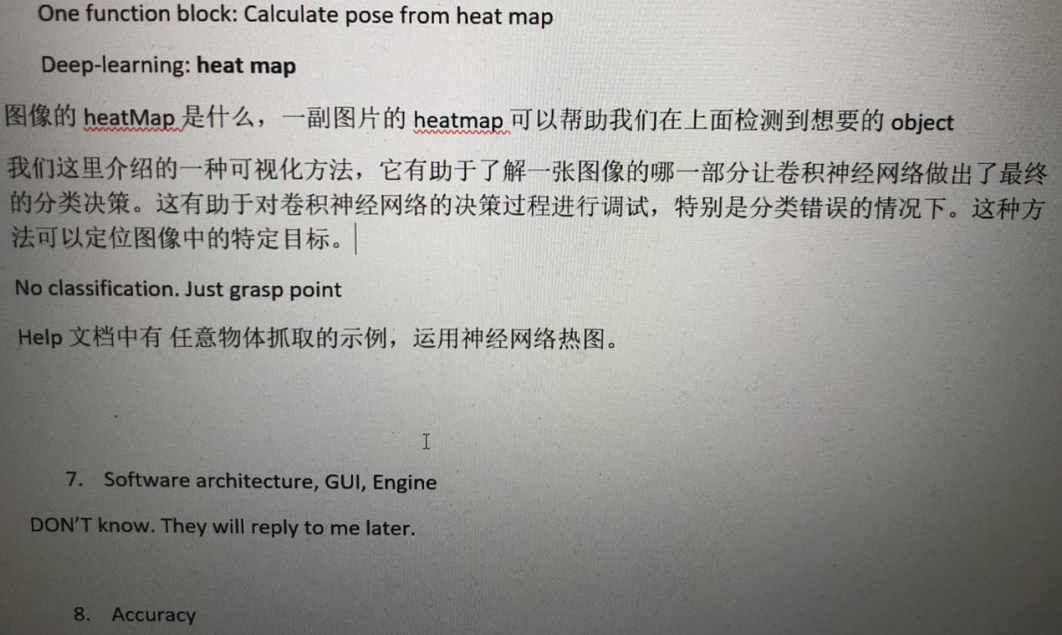 One function block: Calculate pose from heat map
Deep-learning: heat map
图像的 heatMap 是什么，一副图片的 heatmap 可以帮助我们在上面检测到想要的 object
我们这里介绍的一种可视化方法，它有助于了解一张图像的哪一部分让卷积神经网络做出了最终
的分类决策。这有助于对卷积神经网络的决策过程进行调试，特别是分类错误的情况下。这种方
法可以定位图像中的特定目标。
No classification. Just grasp point
Help 文档中有 任意物体抓取的示例，运用神经网络热图。
7. Software architecture, GUI, Engine
DON'T know. They will reply to me later.
8. Accuracy